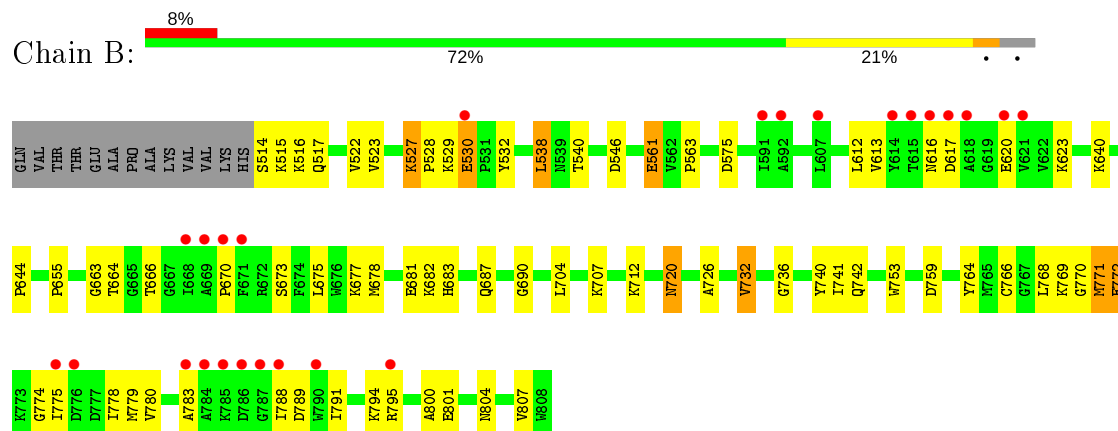 8%
Chain B:
72% 21% • •
GLN VAL THR THR GLU ALA PRO ALA LYS VAL VAL LYS HIS S514 K515 K516 Q517 V522 V523 K527 P528 K529 E530 P531 Y532 L538 N539 T540 D546 E561 V562 P563 D575 I591 A592 L607 L612 V613 Y614 T615 N616 D617 A618 G619 E620 V621 V622 K623 K640
P644 P655 G663 T664 G665 T666 G667 I668 A669 P670 F671 R672 S673 F674 L675 W676 K677 M678 E681 K682 H683 Q687 G690 L704 K707 K712 N720 A726 V732 G736 Y740 I741 Q742 W753 D759 Y764 M765 C766 G767 L768 K769 G770 M771 E772
K773 G774 I775 D776 D777 I778 M779 V780 A783 A784 K785 D786 G787 I788 D789 W790 I791 K794 R795 A800 E801 N804 V807 W808